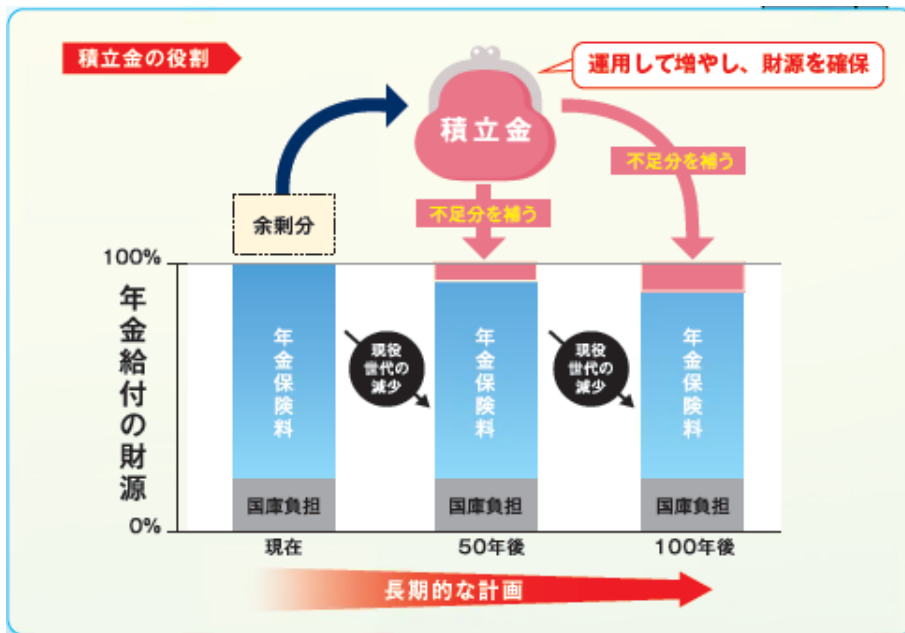 積立金の役割
運用して増やし、財源を確保
積立金
不足分を補う
不足分を補う
余剰分
100%
年金給付の財源
0%
年金保険料
国庫負担
現役
世代の
減少
年金保険料
国庫負担
現役
世代の
減少
年金保険料
国庫負担
現在
50年後
100年後
長期的な計画